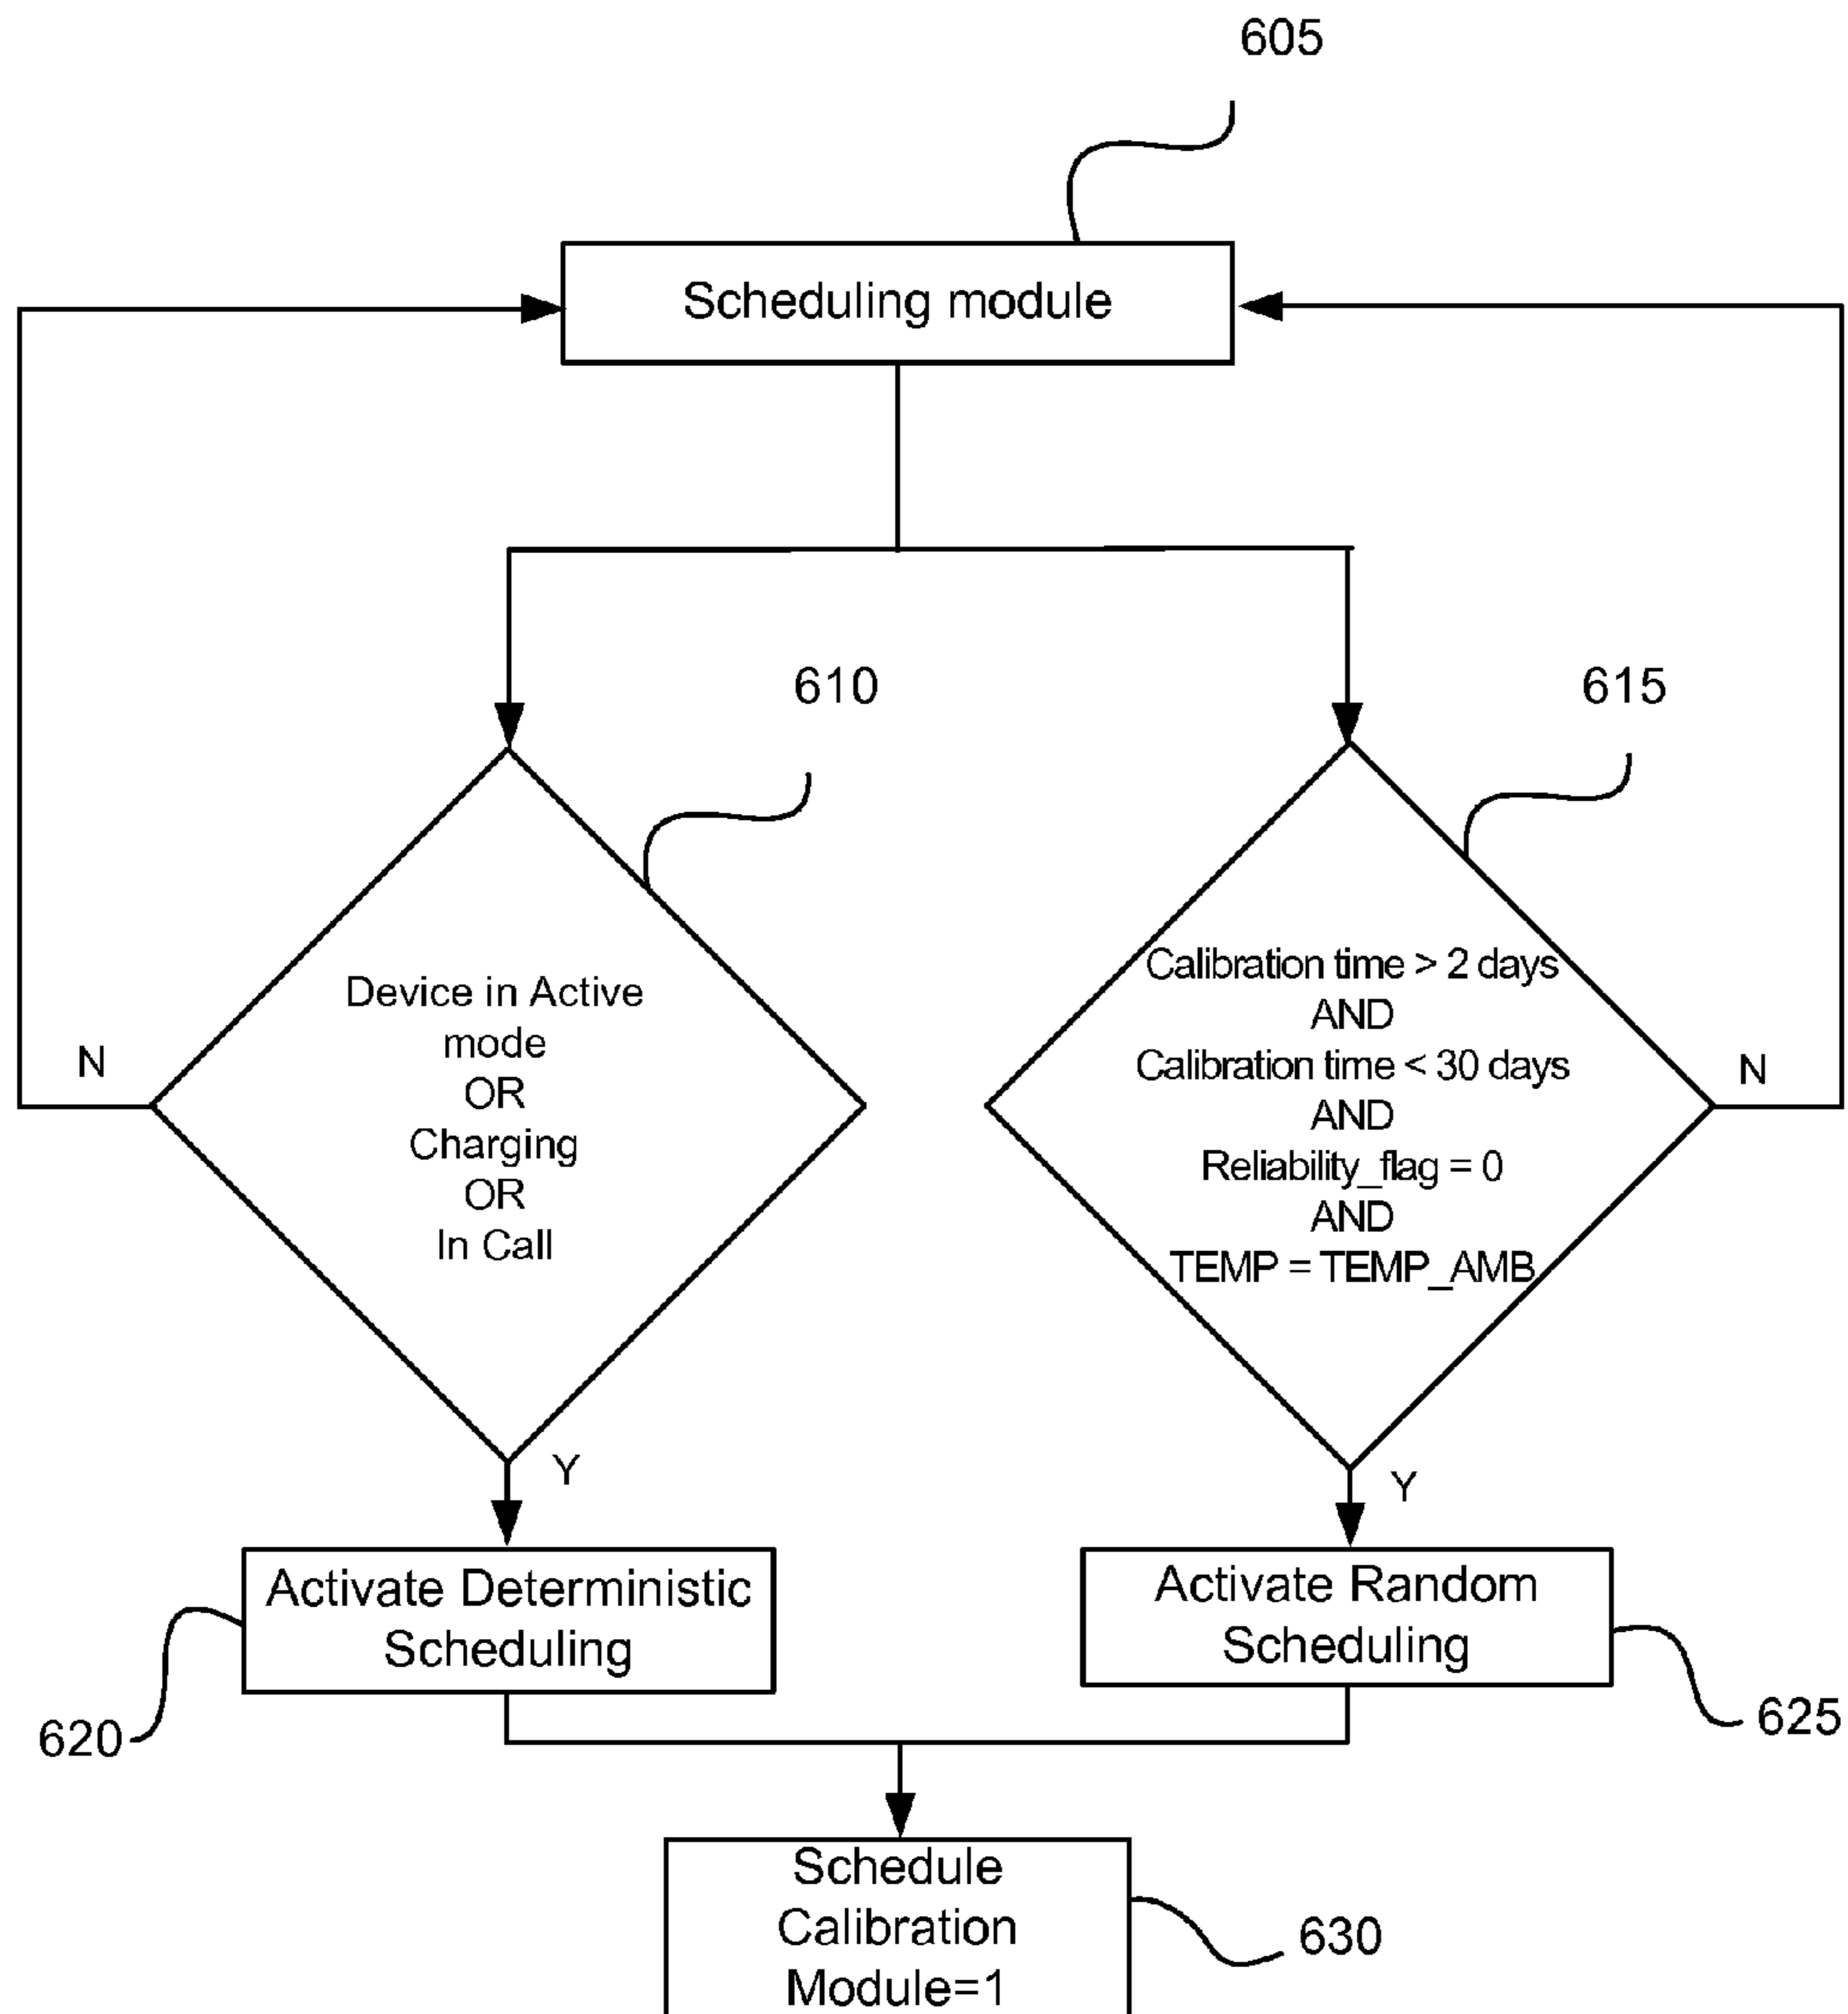 605
Scheduling module
610
615
Device in Active
mode
OR
Charging
OR
In Call
N
Y
Calibration time > 2 days
AND
Calibration time < 30 days
AND
Reliability_flag = 0
AND
TEMP = TEMP_AMB
N
Y
Activate Deterministic
Scheduling
620
Activate Random
Scheduling
625
Schedule
Calibration
Module=1
630